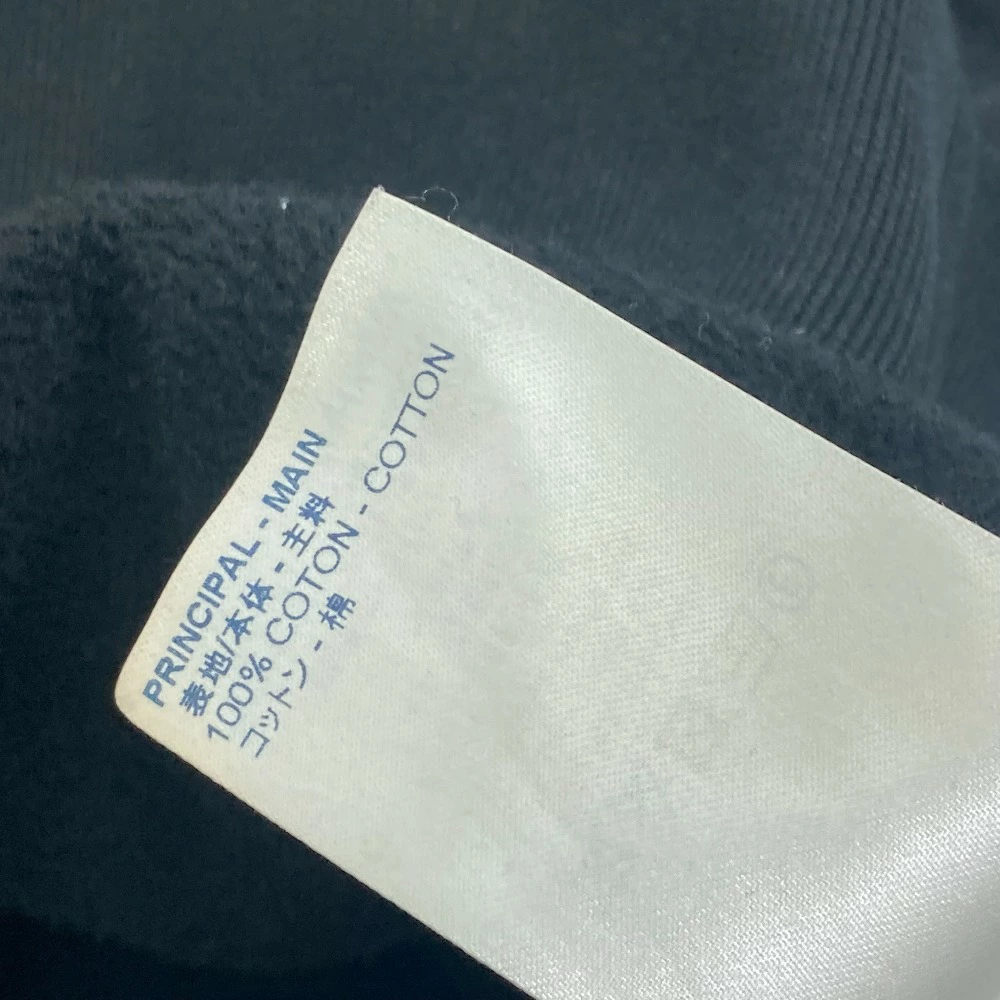 PRINCIPAL - MAIN
表地/本体 - 主料
100% COTON - COTTON
コットン - 棉